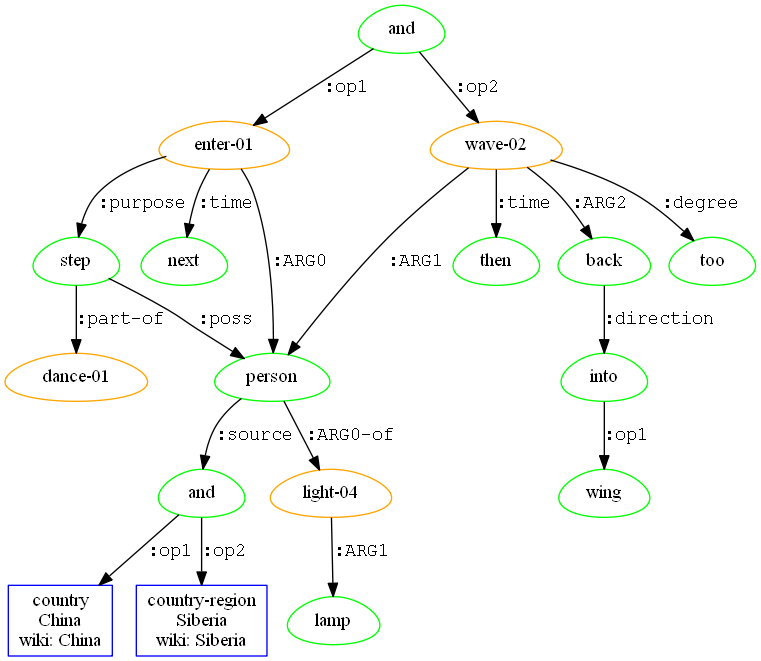 and
:op1
:op2
enter-01
wave-02
:purpose
:time
:ARG0
:ARG1
:time
:ARG2
:degree
step
next
then
back
too
:part-of
:poss
:direction
dance-01
person
into
:source
:ARG0-of
:op1
and
light-04
wing
:op1
:op2
:ARG1
country
China
wiki: China
country-region
Siberia
wiki: Siberia
lamp